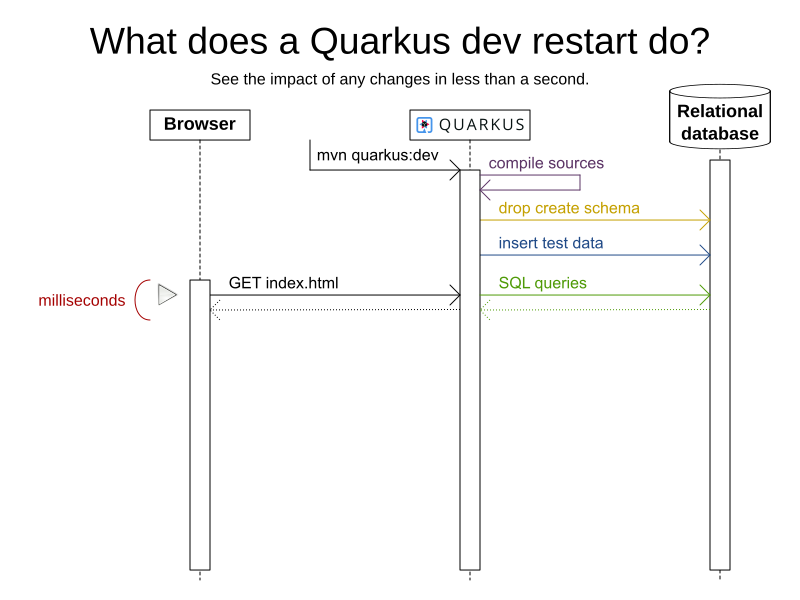 What does a Quarkus dev restart do?
See the impact of any changes in less than a second.
Browser
QUARKUS
Relational
database
mvn quarkus:dev
compile sources
drop create schema
insert test data
GET index.html
SQL queries
milliseconds